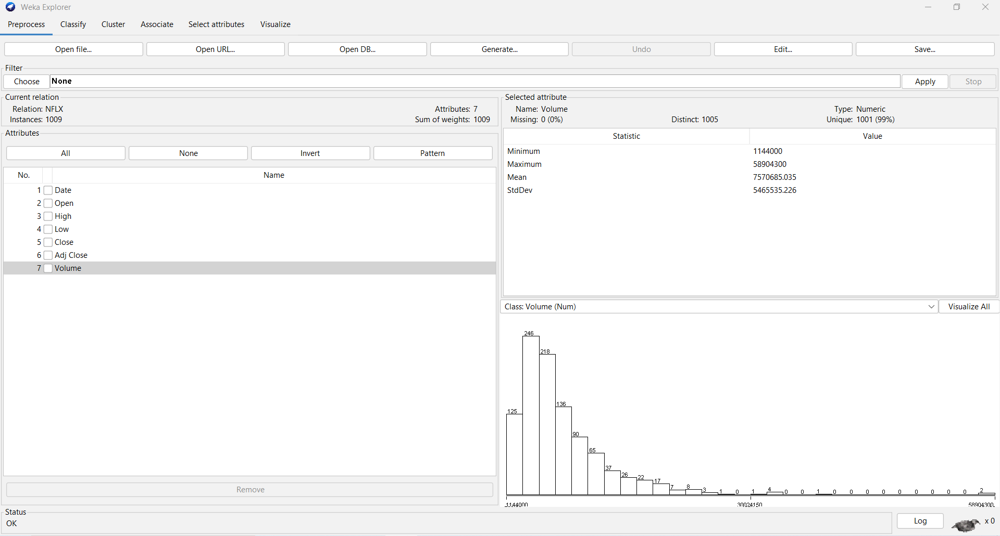 Weka Explorer
Preprocess Classify Cluster Associate Select attributes Visualize
Open file... Open URL... Open DB... Generate... Undo Edit... Save...
Filter
Choose None Apply Stop
Current relation
Relation: NFLX Attributes: 7
Instances: 1009 Sum of weights: 1009
Attributes
All None Invert Pattern
No. Name
1 Date
2 Open
3 High
4 Low
5 Close
6 Adj Close
7 Volume
Remove
Selected attribute
Name: Volume Type: Numeric
Missing: 0 (0%) Distinct: 1005 Unique: 1001 (99%)
Statistic Value
Minimum 1144000
Maximum 58904300
Mean 7570685.035
StdDev 5465535.226
Class: Volume (Num) Visualize All
246
218
136
125
90
65
37
26
22
17
7 8 3 1 0 1 4 0 0 1 0 0 0 0 0 0 0 0 0 2
1144000 30024150 58904300
Status
OK
Log x 0